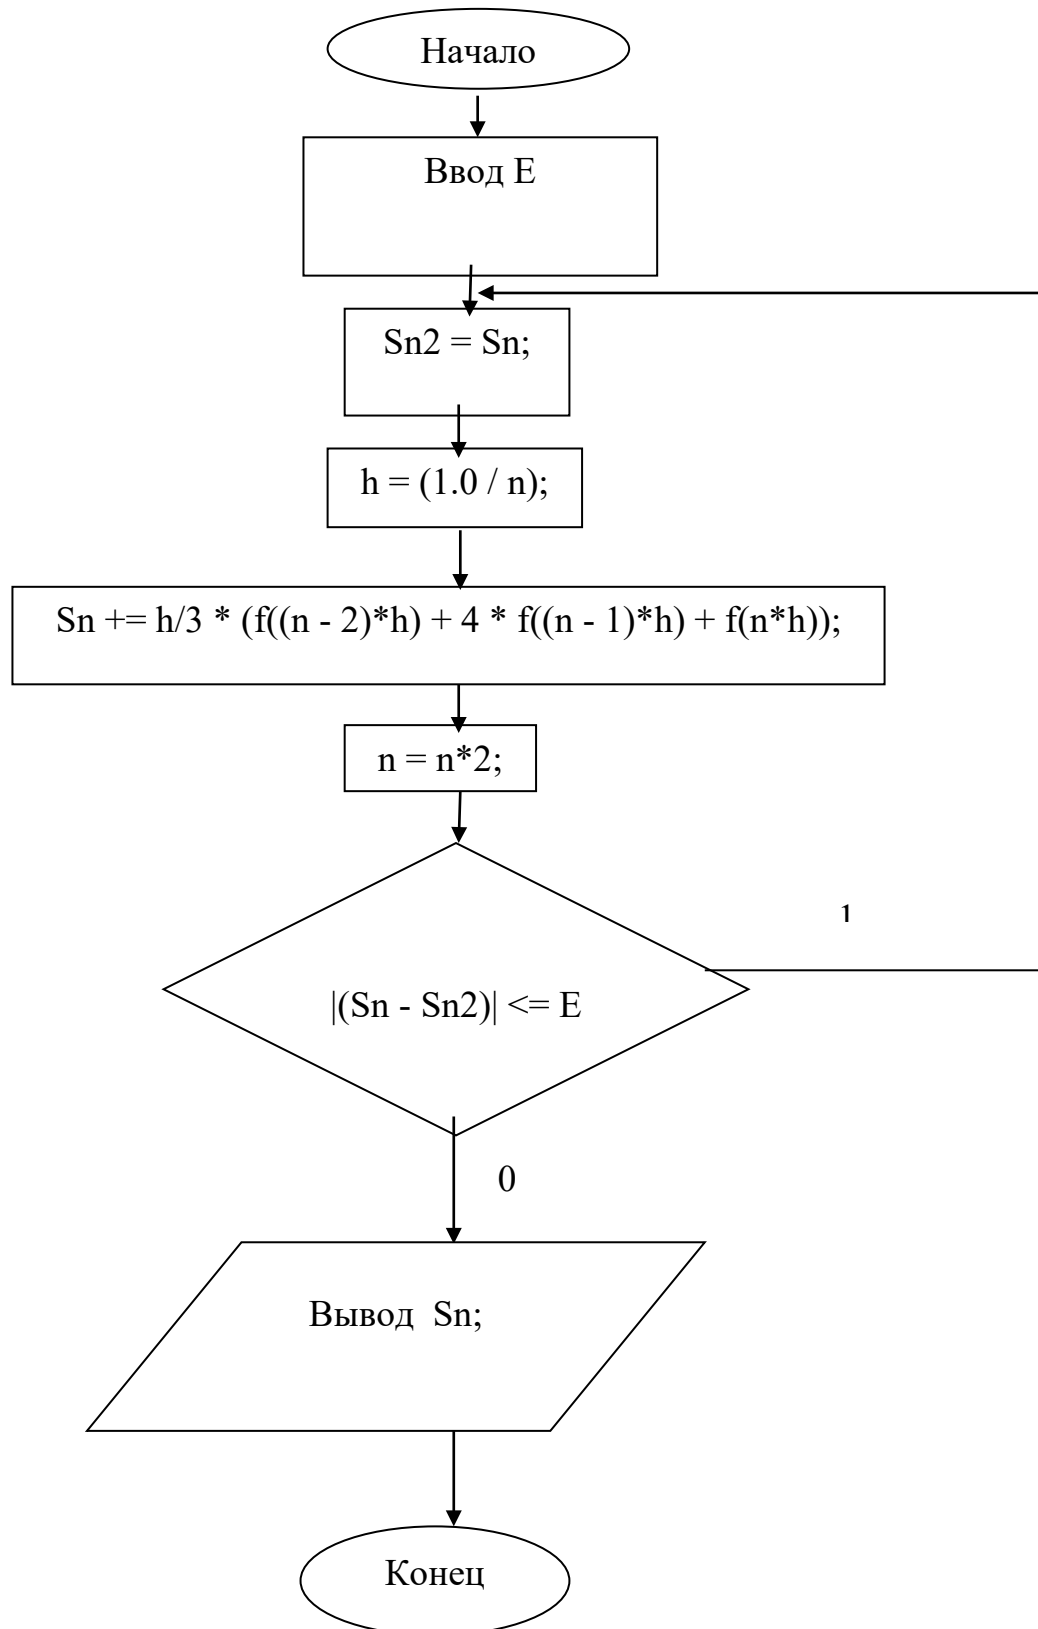 Начало
Ввод E
Sn2 = Sn;
h = (1.0 / n);
Sn += h/3 * (f((n - 2)*h) + 4 * f((n - 1)*h) + f(n*h));
n = n*2;
1
|(Sn - Sn2)| <= E
0
Вывод Sn;
Конец